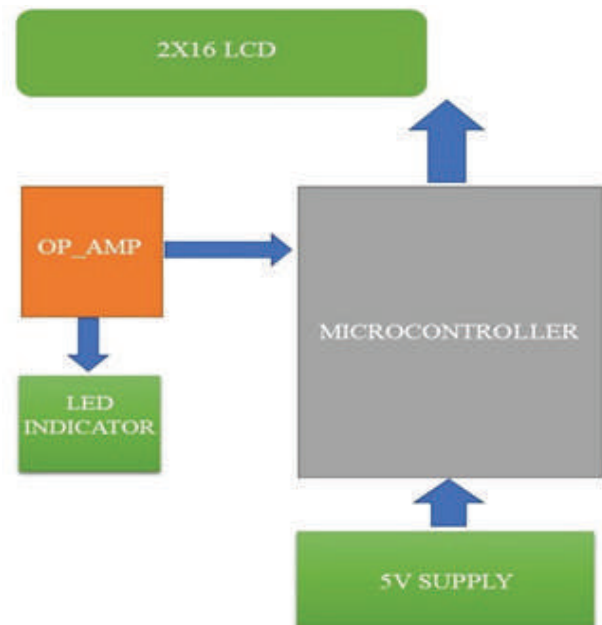 2X16 LCD
OP_AMP
MICROCONTROLLER
LED
INDICATOR
5V SUPPLY